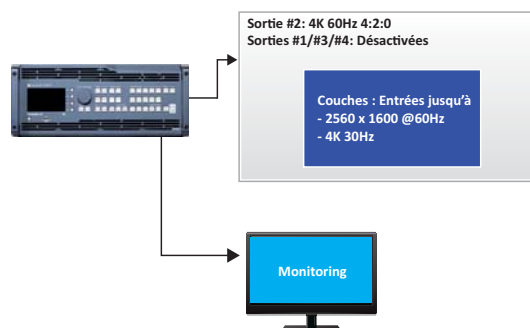 Sortie #2: 4K 60Hz 4:2:0
Sorties #1/#3/#4: Désactivées
Couches : Entrées jusqu'à
- 2560 x 1600 @60Hz
- 4K 30Hz
Monitoring